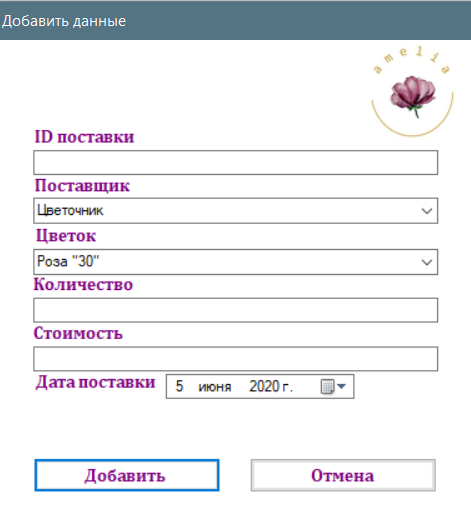 Добавить данные
amelia
ID поставки
Поставщик
Цветочник
Цветок
Роза "30"
Количество
Стоимость
Дата поставки 5 июня 2020 г.
Добавить Отмена